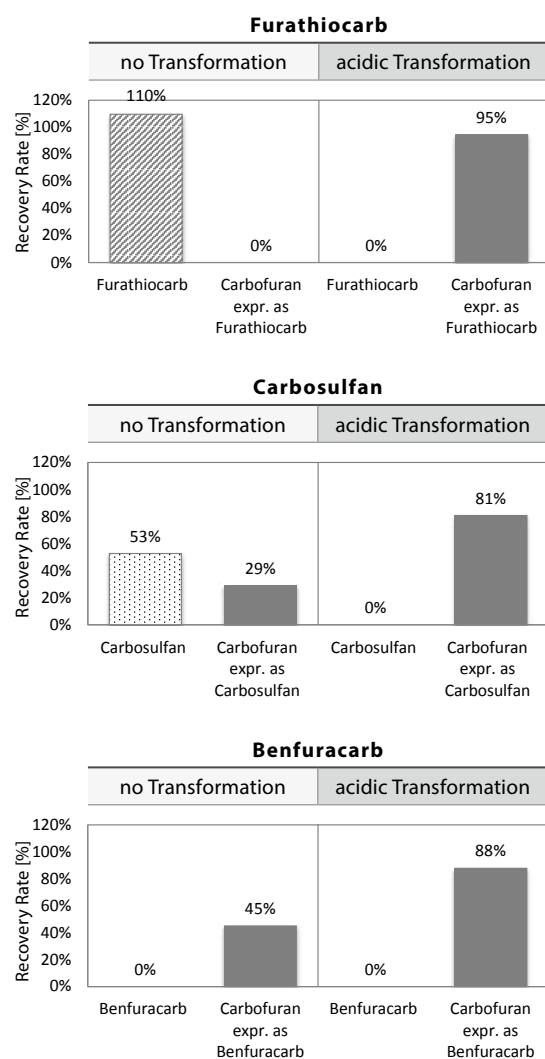 Furathiocarb
no Transformation acidic Transformation
Recovery Rate [%]
120%
100%
80%
60%
40%
20%
0%
110%
0%
0%
95%
Furathiocarb Carbofuran Furathiocarb Carbofuran
expr. as expr. as
Furathiocarb Furathiocarb
Carbosulfan
no Transformation acidic Transformation
Recovery Rate [%]
120%
100%
80%
60%
40%
20%
0%
53%
29%
0%
81%
Carbosulfan Carbofuran Carbosulfan Carbofuran
expr. as expr. as
Carbosulfan Carbosulfan
Benfuracarb
no Transformation acidic Transformation
Recovery Rate [%]
120%
100%
80%
60%
40%
20%
0%
0%
45%
0%
88%
Benfuracarb Carbofuran Benfuracarb Carbofuran
expr. as expr. as
Benfuracarb Benfuracarb